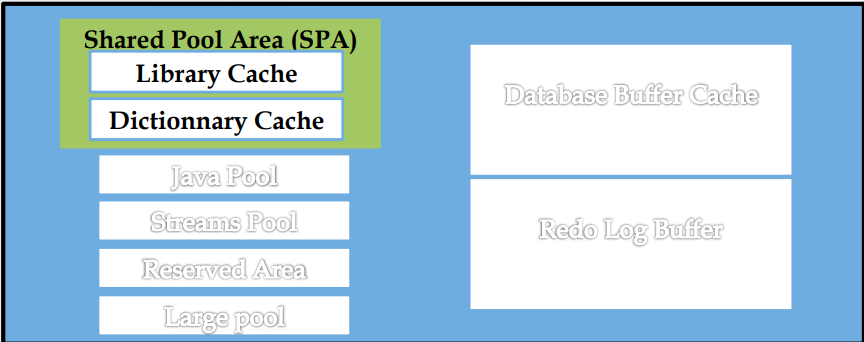 Shared Pool Area (SPA)
Library Cache
Dictionnary Cache
Java Pool
Streams Pool
Reserved Area
Large pool
Database Buffer Cache
Redo Log Buffer